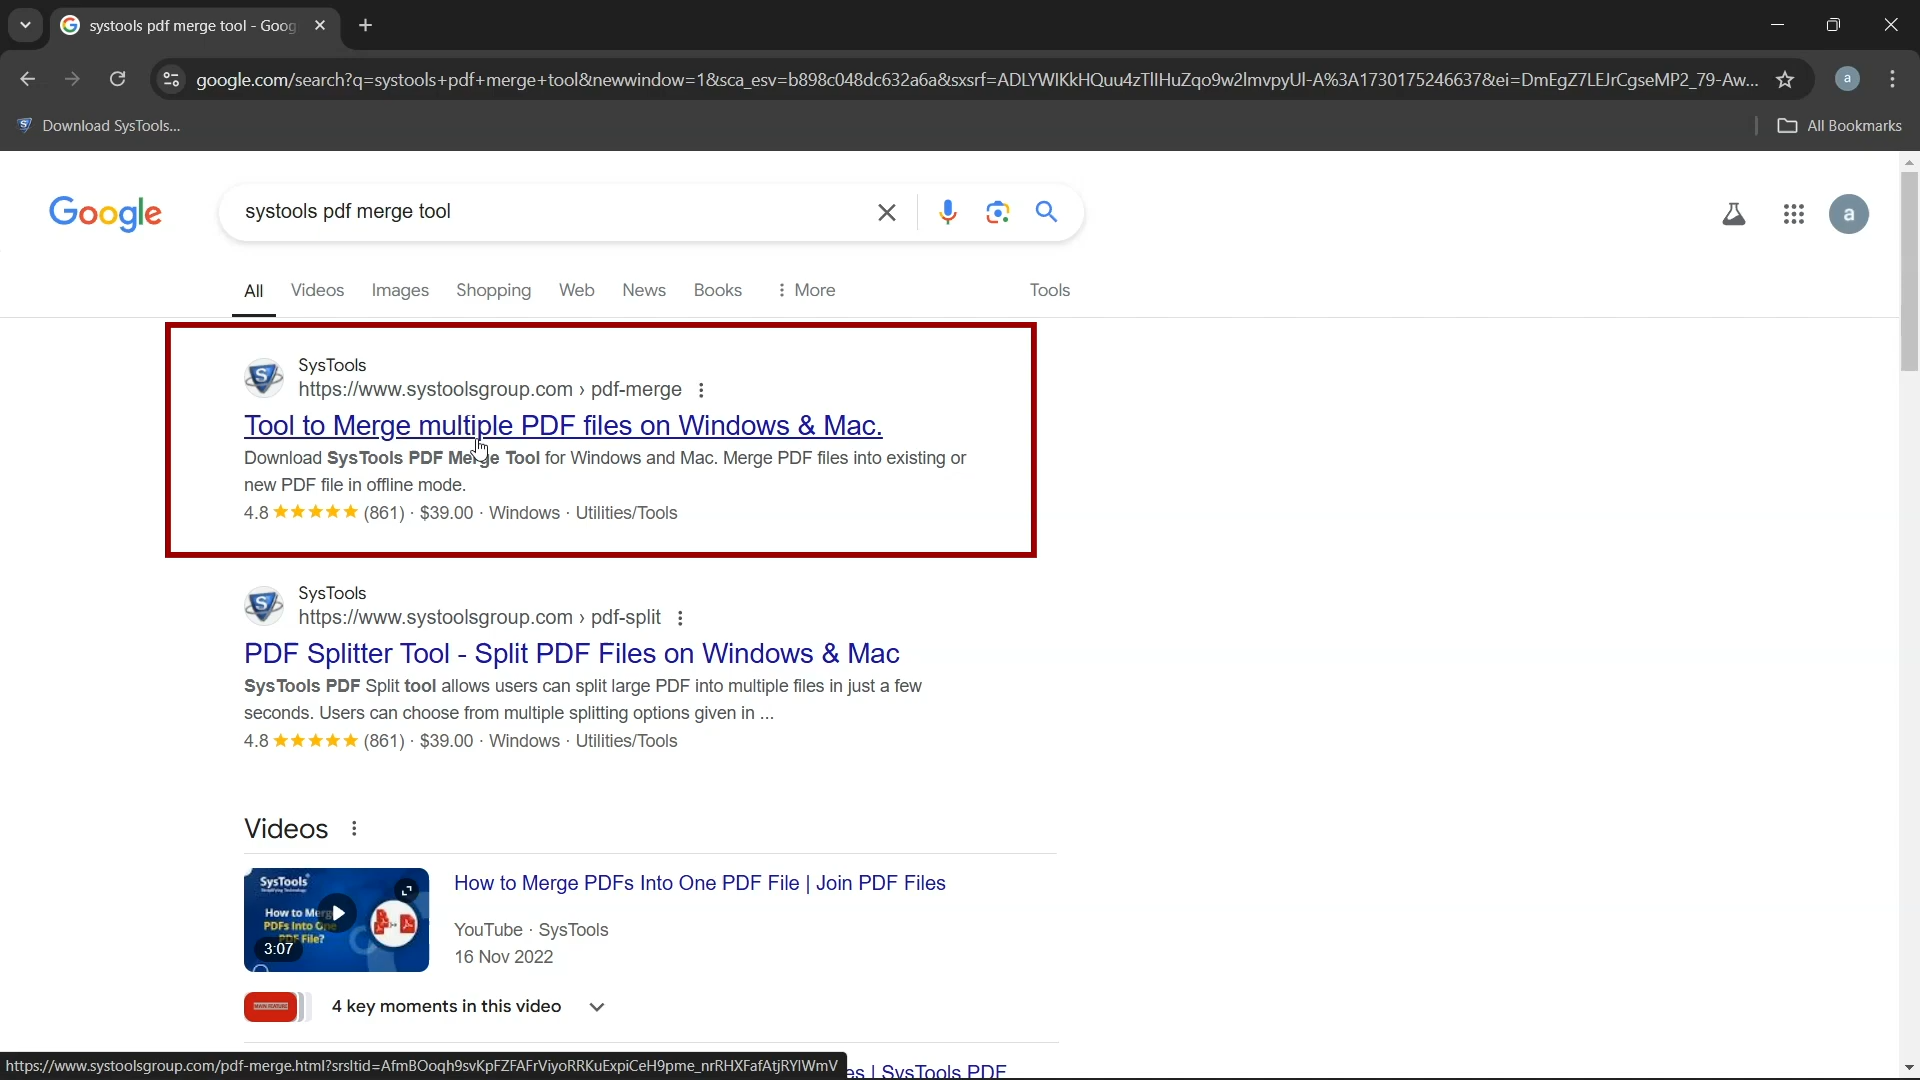 systools pdf merge tool - Goog
google.com/search?q=systools+pdf+merge+tool&newwindow=1&sca_esv=b898c048dc632a6a&sxsrf=ADLYWIKkHQuu4zTlIHuZqo9w2lmvpyUl-A%3A1730175246637&ei=DmEgZ7LEJrCgseMP2_79-Aw...
a
Download SysTools...
All Bookmarks
Google
systools pdf merge tool
a
All Videos Images Shopping Web News Books More Tools
SysTools
https://www.systoolsgroup.com › pdf-merge
Tool to Merge multiple PDF files on Windows & Mac.
Download SysTools PDF Merge Tool for Windows and Mac. Merge PDF files into existing or
new PDF file in offline mode.
4.8 (861) · $39.00 · Windows · Utilities/Tools
SysTools
https://www.systoolsgroup.com › pdf-split
PDF Splitter Tool - Split PDF Files on Windows & Mac
SysTools PDF Split tool allows users can split large PDF into multiple files in just a few
seconds. Users can choose from multiple splitting options given in ...
4.8 (861) · $39.00 · Windows · Utilities/Tools
Videos
SysTools
How to Merge
PDFs Into One
PDF File?
3:07
How to Merge PDFs Into One PDF File | Join PDF Files
YouTube · SysTools
16 Nov 2022
4 key moments in this video
https://www.systoolsgroup.com/pdf-merge.html?srsltid=AfmBOoqh9svKpFZFAFrViyoRRKuExpiCeH9pme_nrRHXFafAtjRYlWmV
es | SysTools PDF